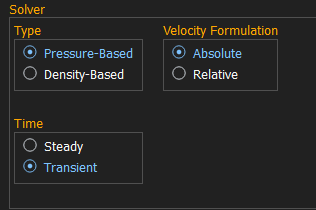 Solver
Type
Pressure-Based
Density-Based
Velocity Formulation
Absolute
Relative
Time
Steady
Transient